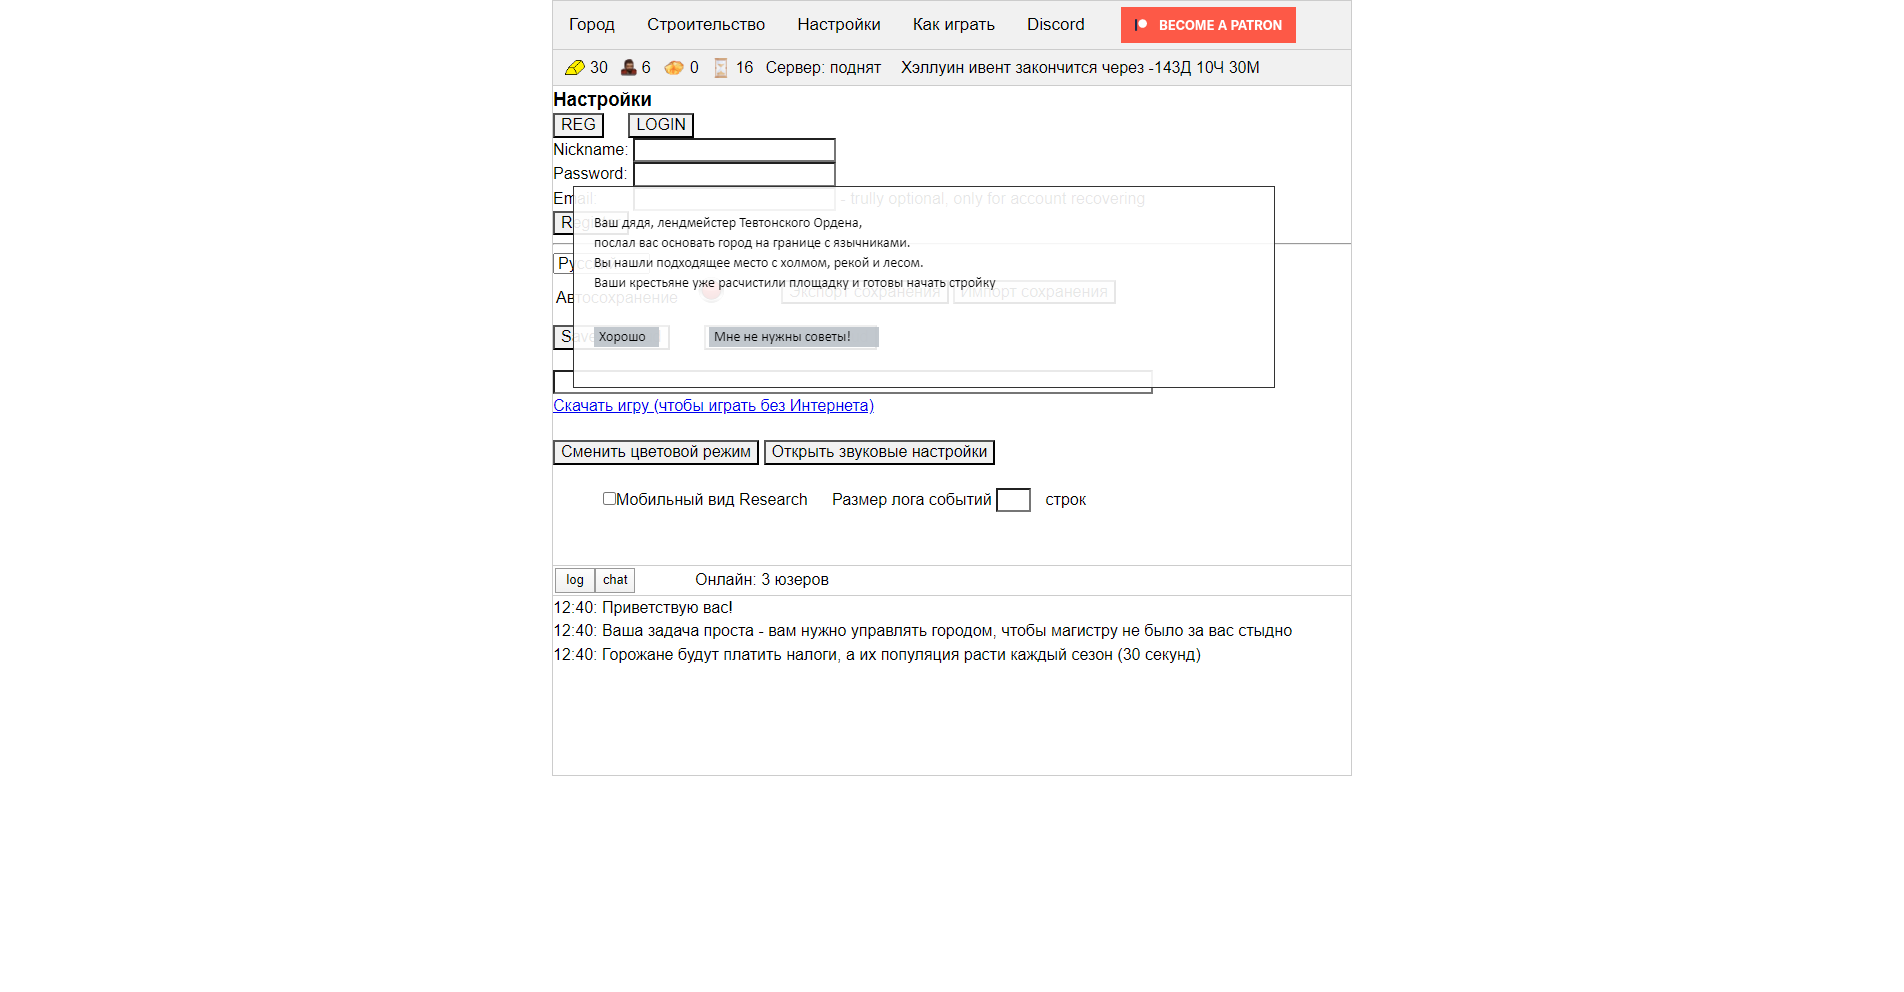 Город Строительство Настройки Как играть Discord BECOME A PATRON
30 6 0 16 Сервер: поднят Хэллуин ивент закончится через -143Д 10Ч 30М
Настройки
REG LOGIN
Nickname:
Password:
Email: - trully optional, only for account recovering
Ваш дядя, лендмейстер Тевтонского Ордена,
послал вас основать город на границе с язычниками.
Вы нашли подходящее место с холмом, рекой и лесом.
Ваши крестьяне уже расчистили площадку и готовы начать стройку
Автосохранение Экспорт сохранения Импорт сохранения
Save Хорошо Мне не нужны советы!
Скачать игру (чтобы играть без Интернета)
Сменить цветовой режим Открыть звуковые настройки
Мобильный вид Research Размер лога событий строк
log chat Онлайн: 3 юзеров
12:40: Приветствую вас!
12:40: Ваша задача проста - вам нужно управлять городом, чтобы магистру не было за вас стыдно
12:40: Горожане будут платить налоги, а их популяция расти каждый сезон (30 секунд)